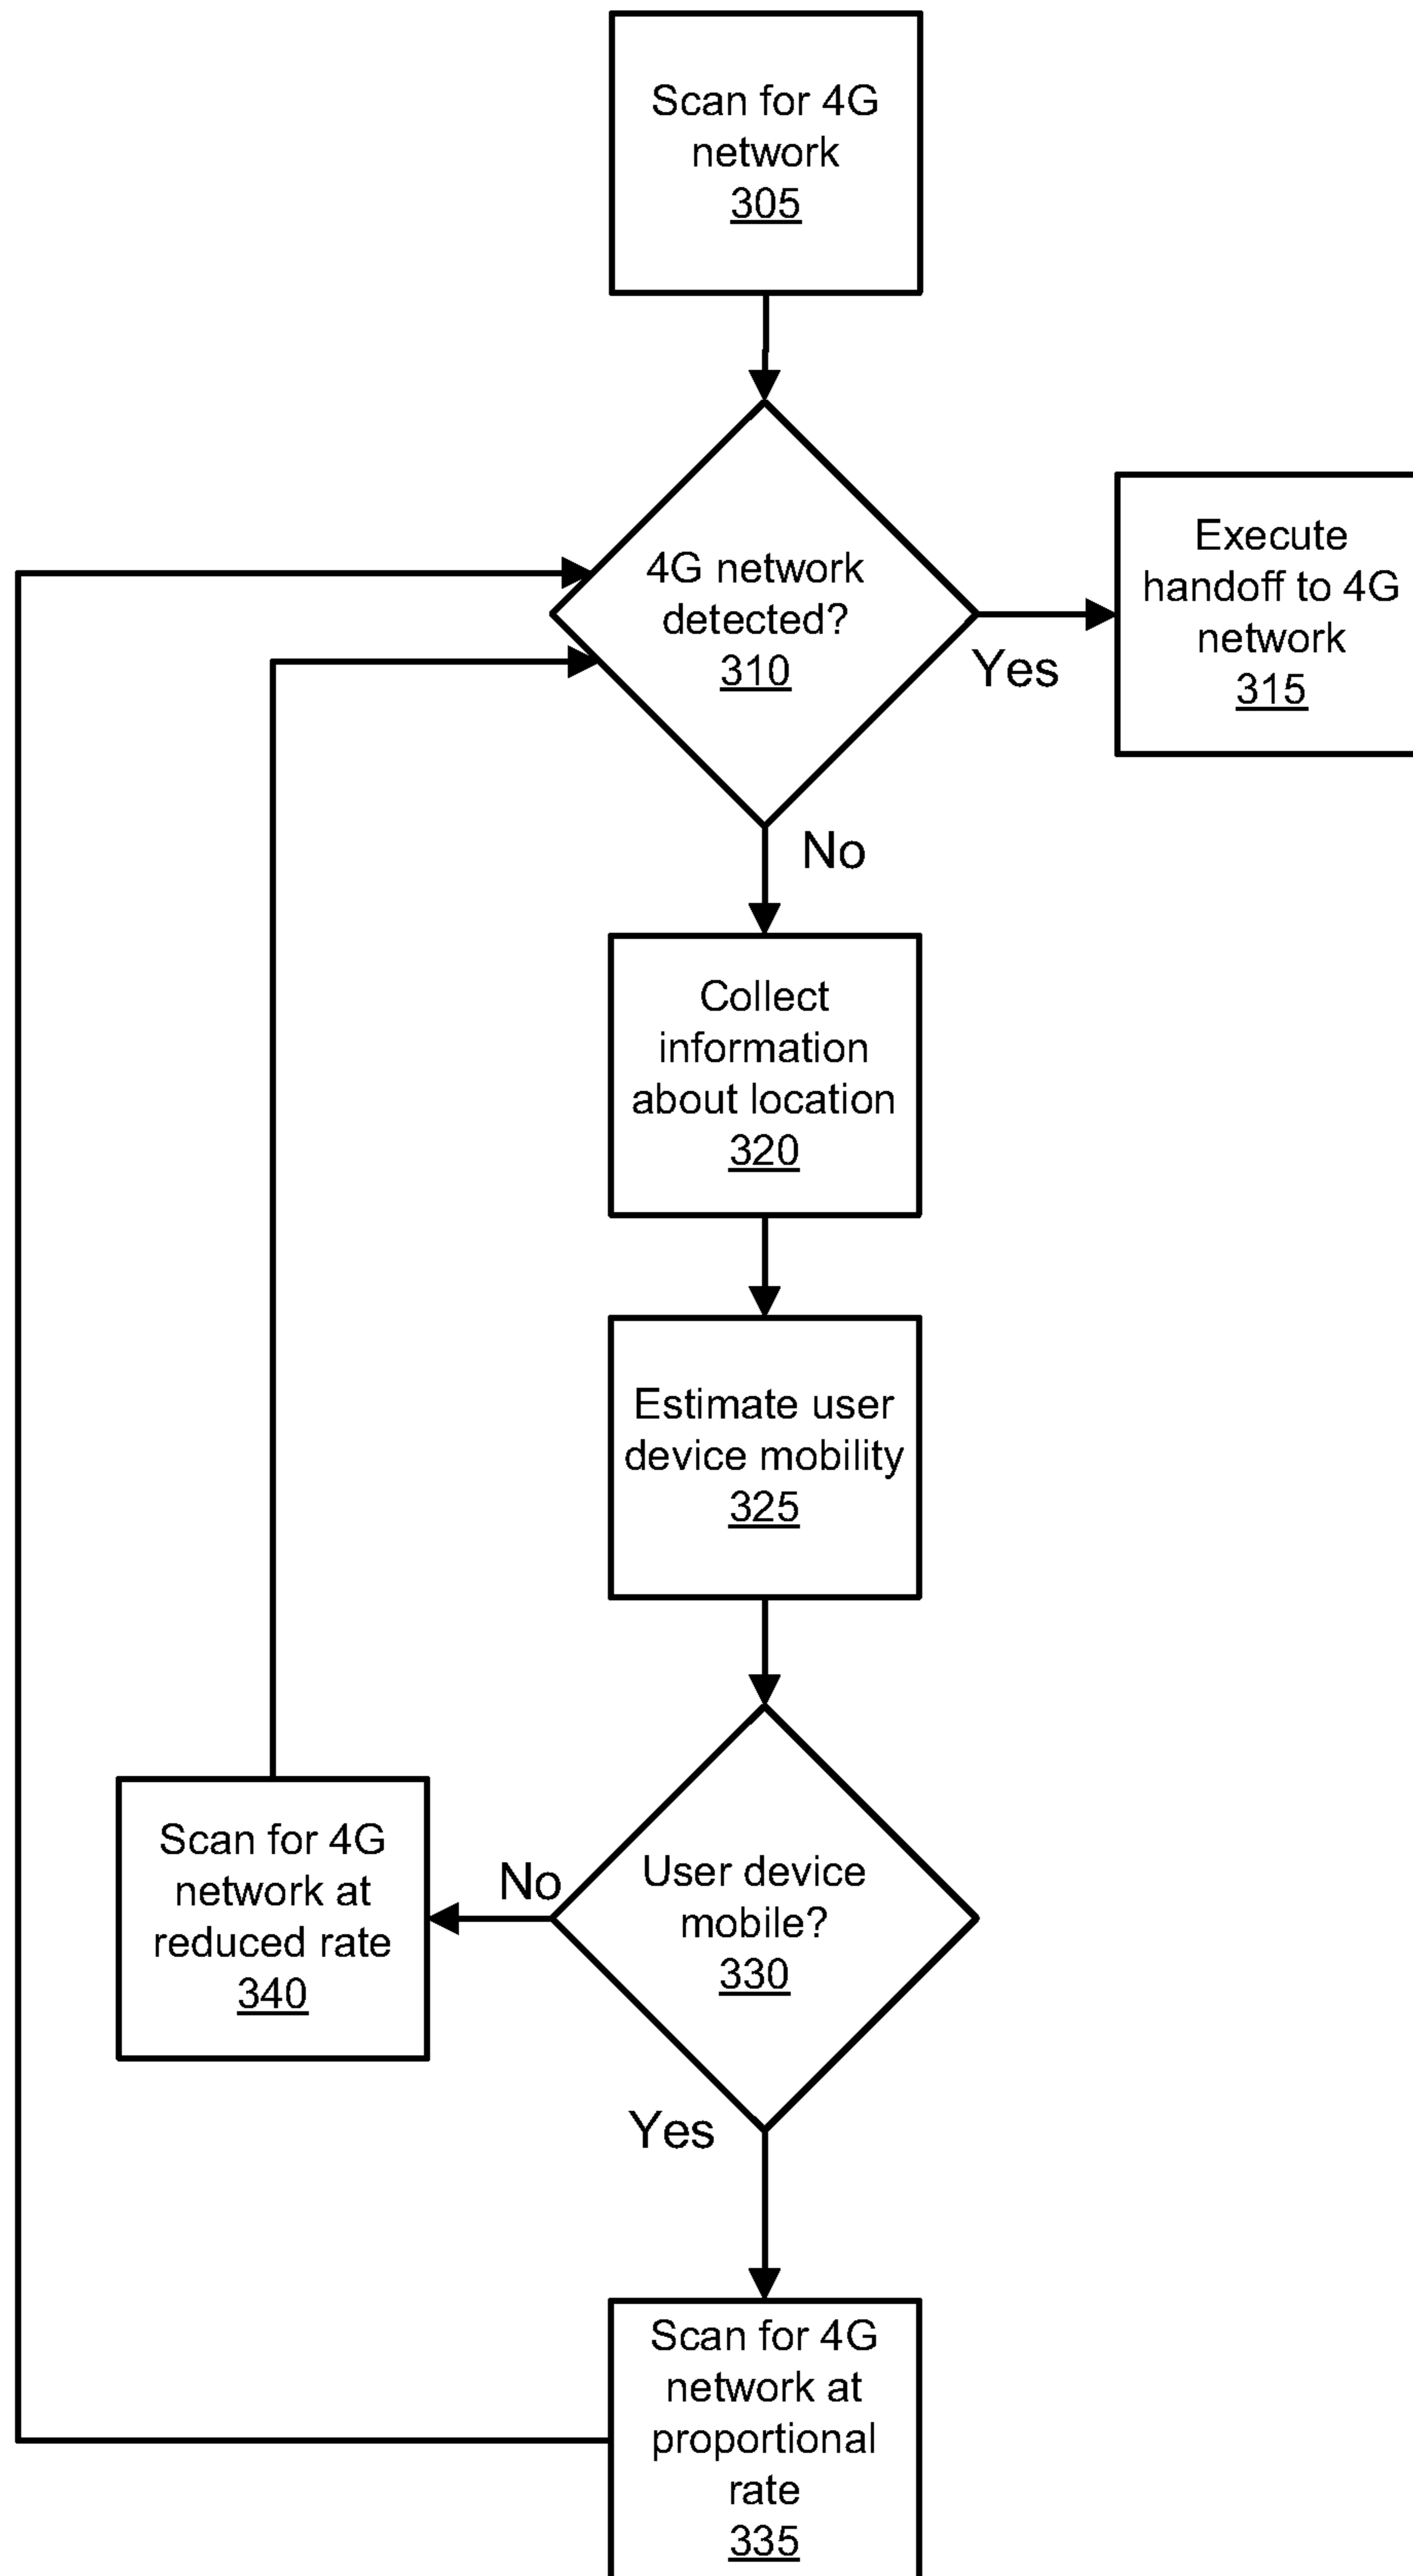 Scan for 4G
network
305
4G network
detected?
310
Yes
Execute
handoff to 4G
network
315
No
Collect
information
about location
320
Estimate user
device mobility
325
User device
mobile?
330
No
Scan for 4G
network at
reduced rate
340
Yes
Scan for 4G
network at
proportional
rate
335